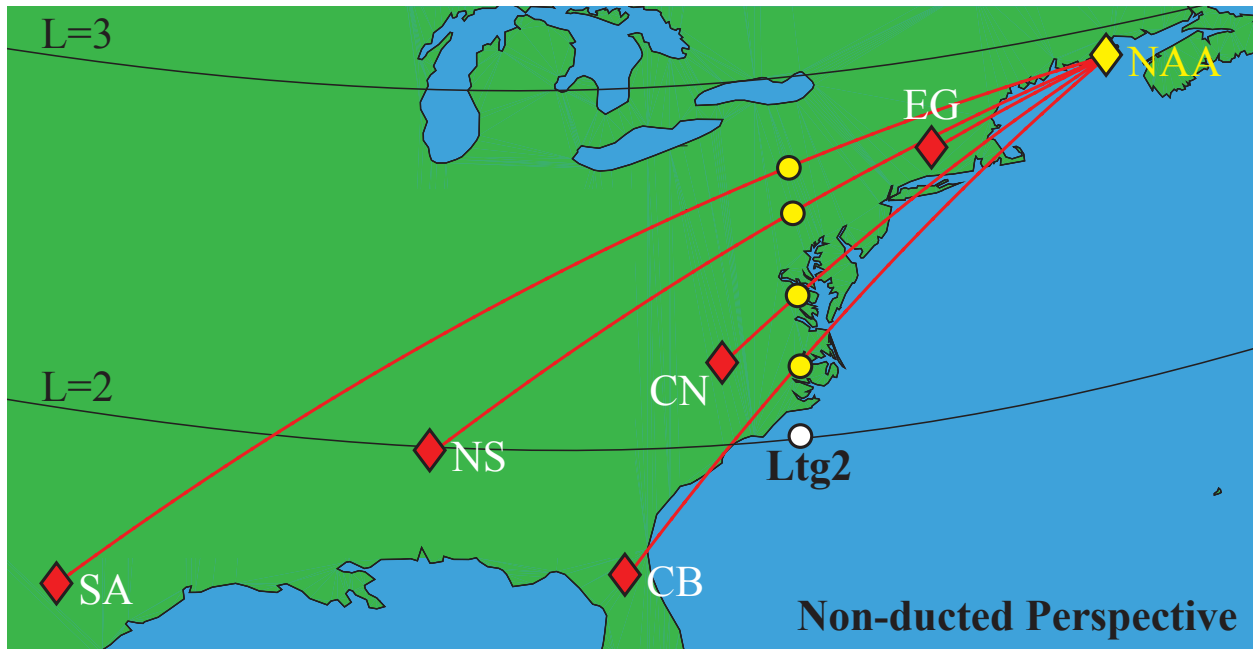 L=3
NAA
EG
L=2
CN
NS
Ltg2
SA
CB
Non-ducted Perspective